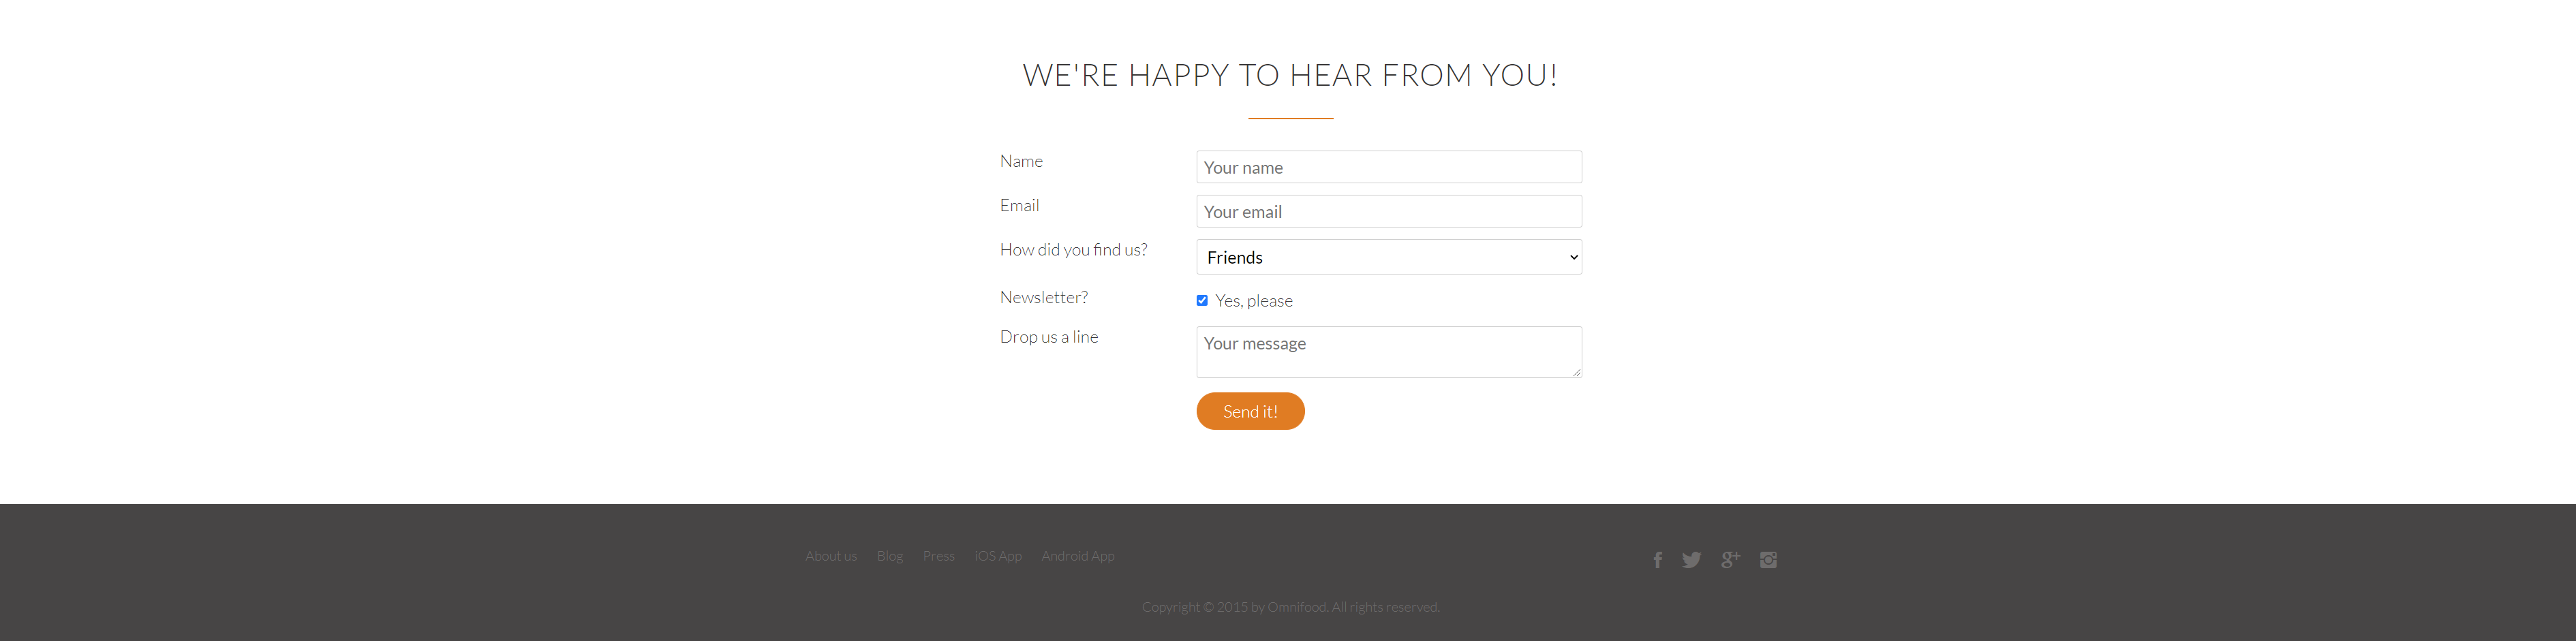 WE'RE HAPPY TO HEAR FROM YOU!
Name
Your name
Email
Your email
How did you find us?
Friends
Newsletter?
Yes, please
Drop us a line
Your message
Send it!
About us Blog Press iOS App Android App
Copyright © 2015 by Omnifood. All rights reserved.